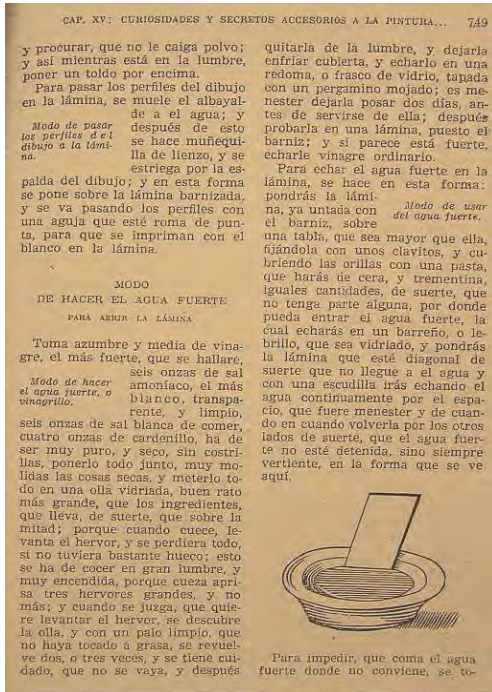 CAP. XV: CURIOSIDADES Y SECRETOS ACCESORIOS A LA PINTURA... 749
y procurar, que no le caiga polvo;
y así mientras está en la lumbre,
poner un toldo por encima.
Para pasar los perfiles del dibujo
en la lámina, se muele el albayal-
de a el agua; y
Modo de pasar
los perfiles del
dibujo a la lámi-
na.
después de esto
se hace muñequi-
lla de lienzo, y se
estriega por la es-
palda del dibujo; y en esta forma
se pone sobre la lámina barnizada,
y se va pasando los perfiles con
una aguja que esté roma de pun-
ta, para que se impriman con el
blanco en la lámina.
MODO
DE HACER EL AGUA FUERTE
PARA ABRIR LA LÁMINA
Toma azumbre y media de vina-
gre, el más fuerte, que se hallare,
seis onzas de sal
Modo de hacer
el agua fuerte, o
vinagrillo.
amoníaco, el más
blanco, transpa-
rente, y limpio,
seis onzas de sal blanca de comer,
cuatro onzas de cardenillo, ha de
ser muy puro, y seco, sin costri-
llas, ponerlo todo junto, muy mo-
lidas las cosas secas, y meterlo to-
do en una olla vidriada, buen rato
más grande, que los ingredientes,
que lleva, de suerte, que sobre la
mitad; porque cuando cuece, le-
vanta el hervor, y se perdiera todo,
si no tuviera bastante hueco; esto
se ha de cocer en gran lumbre, y
muy encendida, porque cueza apri-
sa tres hervores grandes, y no
más; y cuando se juzga, que quie-
re levantar el hervor, se descubre
la olla, y con un palo limpio, que
no haya tocado a grasa, se revuel-
ve dos, o tres veces, y se tiene cui-
dado, que no se vaya, y después
quitarla de la lumbre, y dejarla
enfriar cubierta, y echarlo en una
redoma, o frasco de vidrio, tapada
con un pergamino mojado; es me-
nester dejarla posar dos días, an-
tes de servirse de ella; después
probarla en una lámina, puesto el
barniz; y si parece está fuerte,
echarle vinagre ordinario.
Para echar el agua fuerte en la
lámina, se hace en esta forma:
pondrás la lámi-
na, ya untada con
el barniz, sobre
Modo de usar
del agua fuerte.
una tabla, que sea mayor que ella,
fijándola con unos clavitos, y cu-
briendo las orillas con una pasta,
que harás de cera, y trementina,
iguales cantidades, de suerte, que
no tenga parte alguna, por donde
pueda entrar el agua fuerte, la
cual echarás en un barreño, o le-
brillo, que sea vidriado, y pondrás
la lámina que esté diagonal de
suerte que no llegue a el agua y
con una escudilla irás echando el
agua continuamente por el espa-
cio, que fuere menester y de cuan-
do en cuando volverla por los otros
lados de suerte, que el agua fuer-
te no esté detenida, sino siempre
vertiente, en la forma que se ve
aquí.
Para impedir, que coma el agua
fuerte donde no conviene, se to-